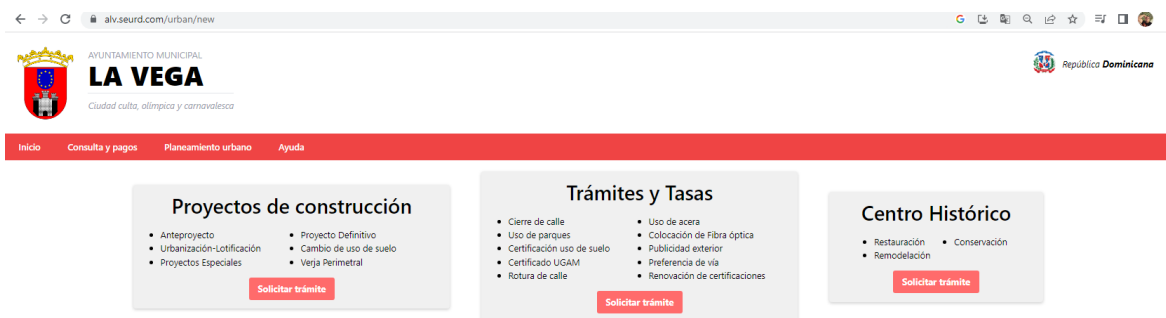 alv.seurd.com/urban/new
AYUNTAMIENTO MUNICIPAL
LA VEGA
Ciudad culta, olímpica y carnavalesca
República Dominicana
Inicio Consulta y pagos Planeamiento urbano Ayuda
Proyectos de construcción
Anteproyecto
Urbanización-Lotificación
Proyectos Especiales
Proyecto Definitivo
Cambio de uso de suelo
Verja Perimetral
Solicitar trámite
Trámites y Tasas
Cierre de calle
Uso de parques
Certificación uso de suelo
Certificado UGAM
Rotura de calle
Uso de acera
Colocación de Fibra óptica
Publicidad exterior
Preferencia de vía
Renovación de certificaciones
Solicitar trámite
Centro Histórico
Restauración
Remodelación
Conservación
Solicitar trámite